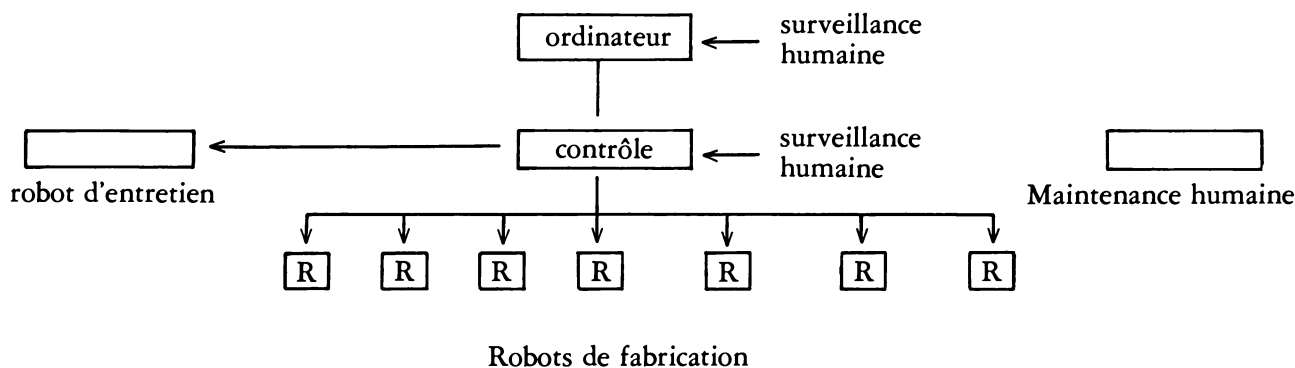 ordinateur
surveillance
humaine
contrôle
surveillance
humaine
robot d'entretien
Maintenance humaine
R R R R R R R
Robots de fabrication